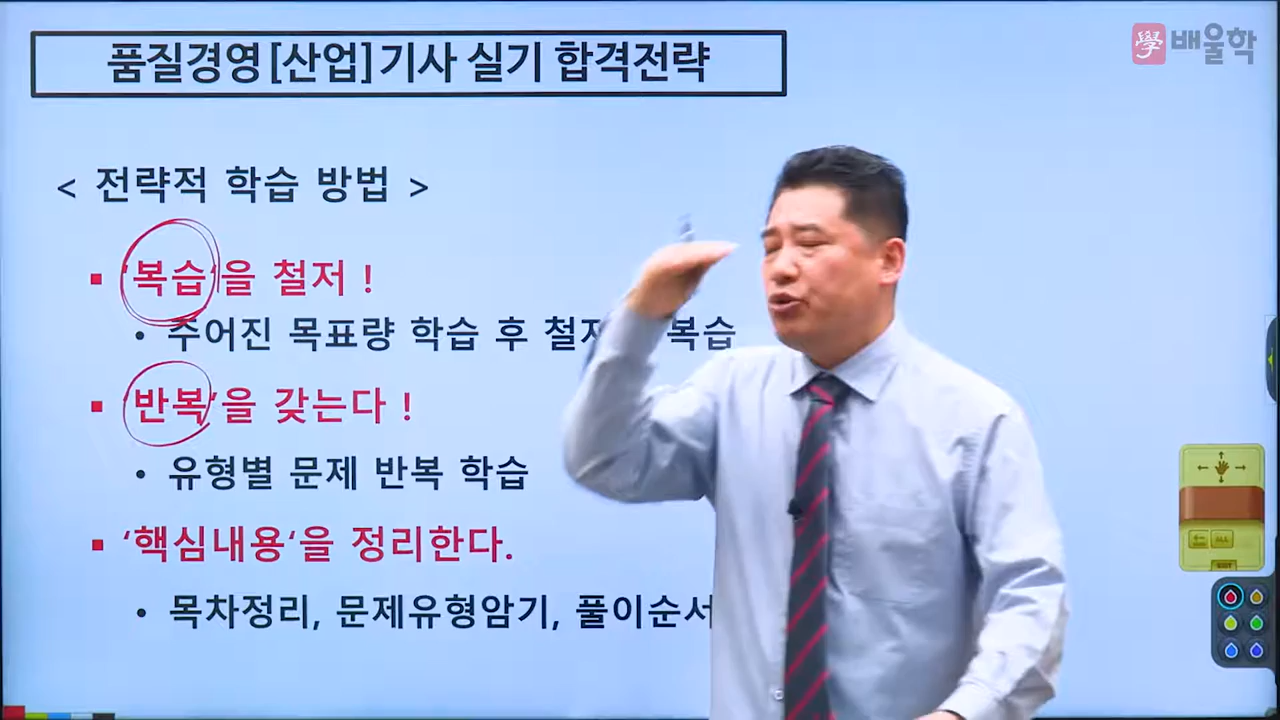 품질경영[산업]기사 실기 합격전략
學 배울학
< 전략적 학습 방법 >
▪ ‘복습‘을 철저 !
• 주어진 목표량 학습 후 철저 복습
▪ ‘반복‘을 갖는다 !
• 유형별 문제 반복 학습
▪ ‘핵심내용‘을 정리한다.
• 목차정리, 문제유형암기, 풀이순서
ALL
EXIT